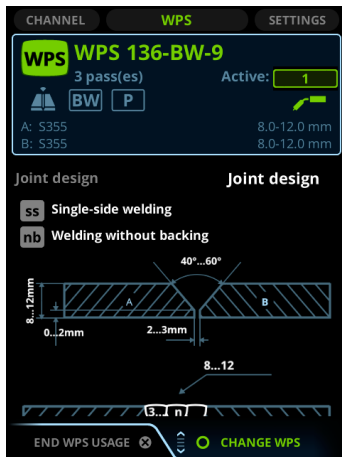 CHANNEL WPS SETTINGS
WPS WPS 136-BW-9
3 pass(es) Active: 1
BW P
A: S355 8.0-12.0 mm
B: S355 8.0-12.0 mm
Joint design Joint design
ss Single-side welding
nb Welding without backing
40°...60°
8...12mm
A B
0...2mm 2...3mm
8...12
3... n
END WPS USAGE CHANGE WPS